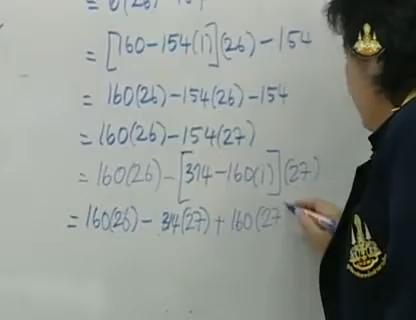 = [160-154(1)](26) - 154
= 160(26) - 154(26) - 154
= 160(26) - 154(27)
= 160(26) - [314-160(1)](27)
= 160(26) - 314(27) + 160(27